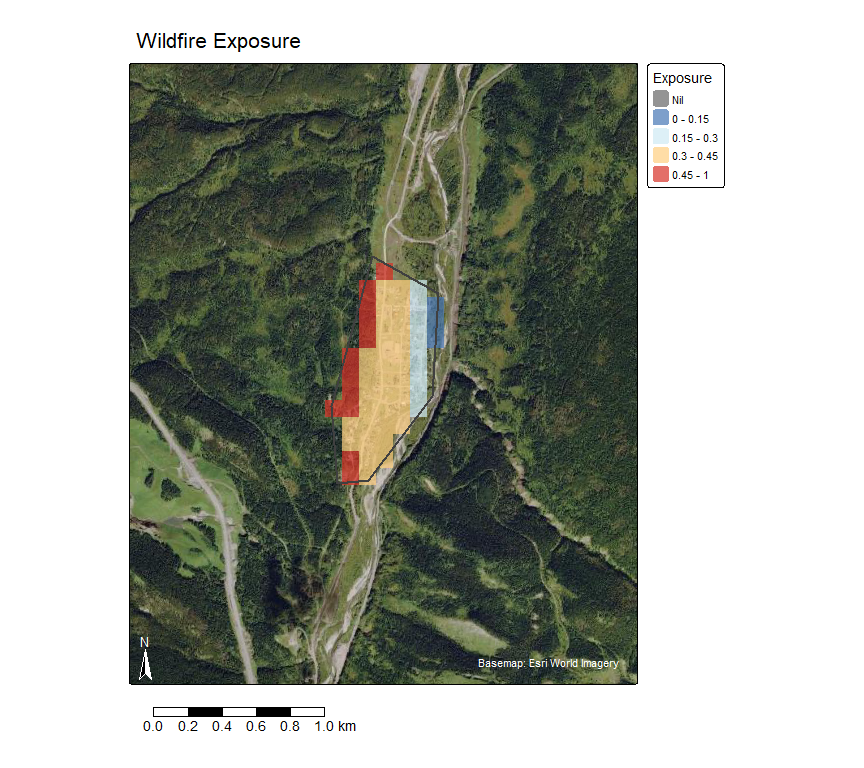 Wildfire Exposure
Exposure
Nil
0 - 0.15
0.15 - 0.3
0.3 - 0.45
0.45 - 1
N
Basemap: Esri World Imagery
0.0 0.2 0.4 0.6 0.8 1.0 km